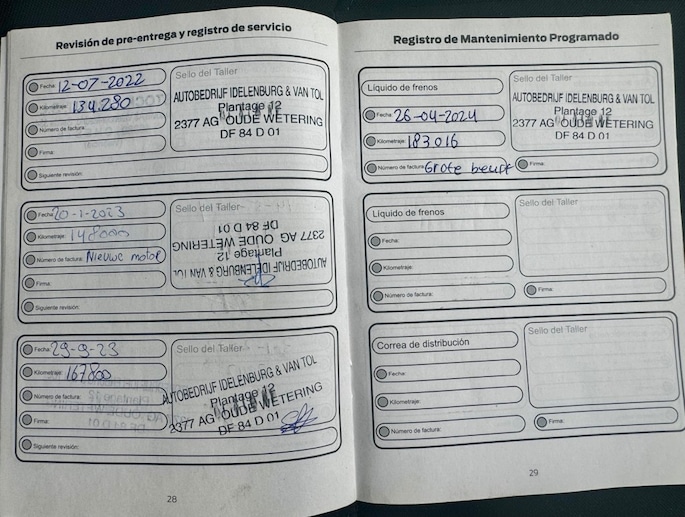 Revisión de pre-entrega y registro de servicio
Fecha: 12-07-2022
Kilometraje: 134.280
Número de factura:
Firma:
Siguiente revisión:
Sello del Taller
AUTOBEDRIJF IDELENBURG & VAN TOL
Plantage 12
2377 AG OUDE WETERING
DF 84 D 01
Fecha: 20-1-2023
Kilometraje: 148000
Número de factura: Nieuwe motor
Firma:
Siguiente revisión:
Sello del Taller
AUTOBEDRIJF IDELENBURG & VAN TOL
Plantage 12
2377 AG OUDE WETERING
DF 84 D 01
Fecha: 29-9-23
Kilometraje: 167800
Número de factura:
Firma:
Siguiente revisión:
Sello del Taller
AUTOBEDRIJF IDELENBURG & VAN TOL
Plantage 12
2377 AG OUDE WETERING
DF 84 D 01
28
Registro de Mantenimiento Programado
Líquido de frenos
Fecha: 26-04-2024
Kilometraje: 183016
Número de factura: Grote beurt
Sello del Taller
AUTOBEDRIJF IDELENBURG & VAN TOL
Plantage 12
2377 AG OUDE WETERING
DF 84 D 01
Firma:
Líquido de frenos
Fecha:
Kilometraje:
Número de factura:
Sello del Taller
Firma:
Correa de distribución
Fecha:
Kilometraje:
Número de factura:
Sello del Taller
Firma:
29